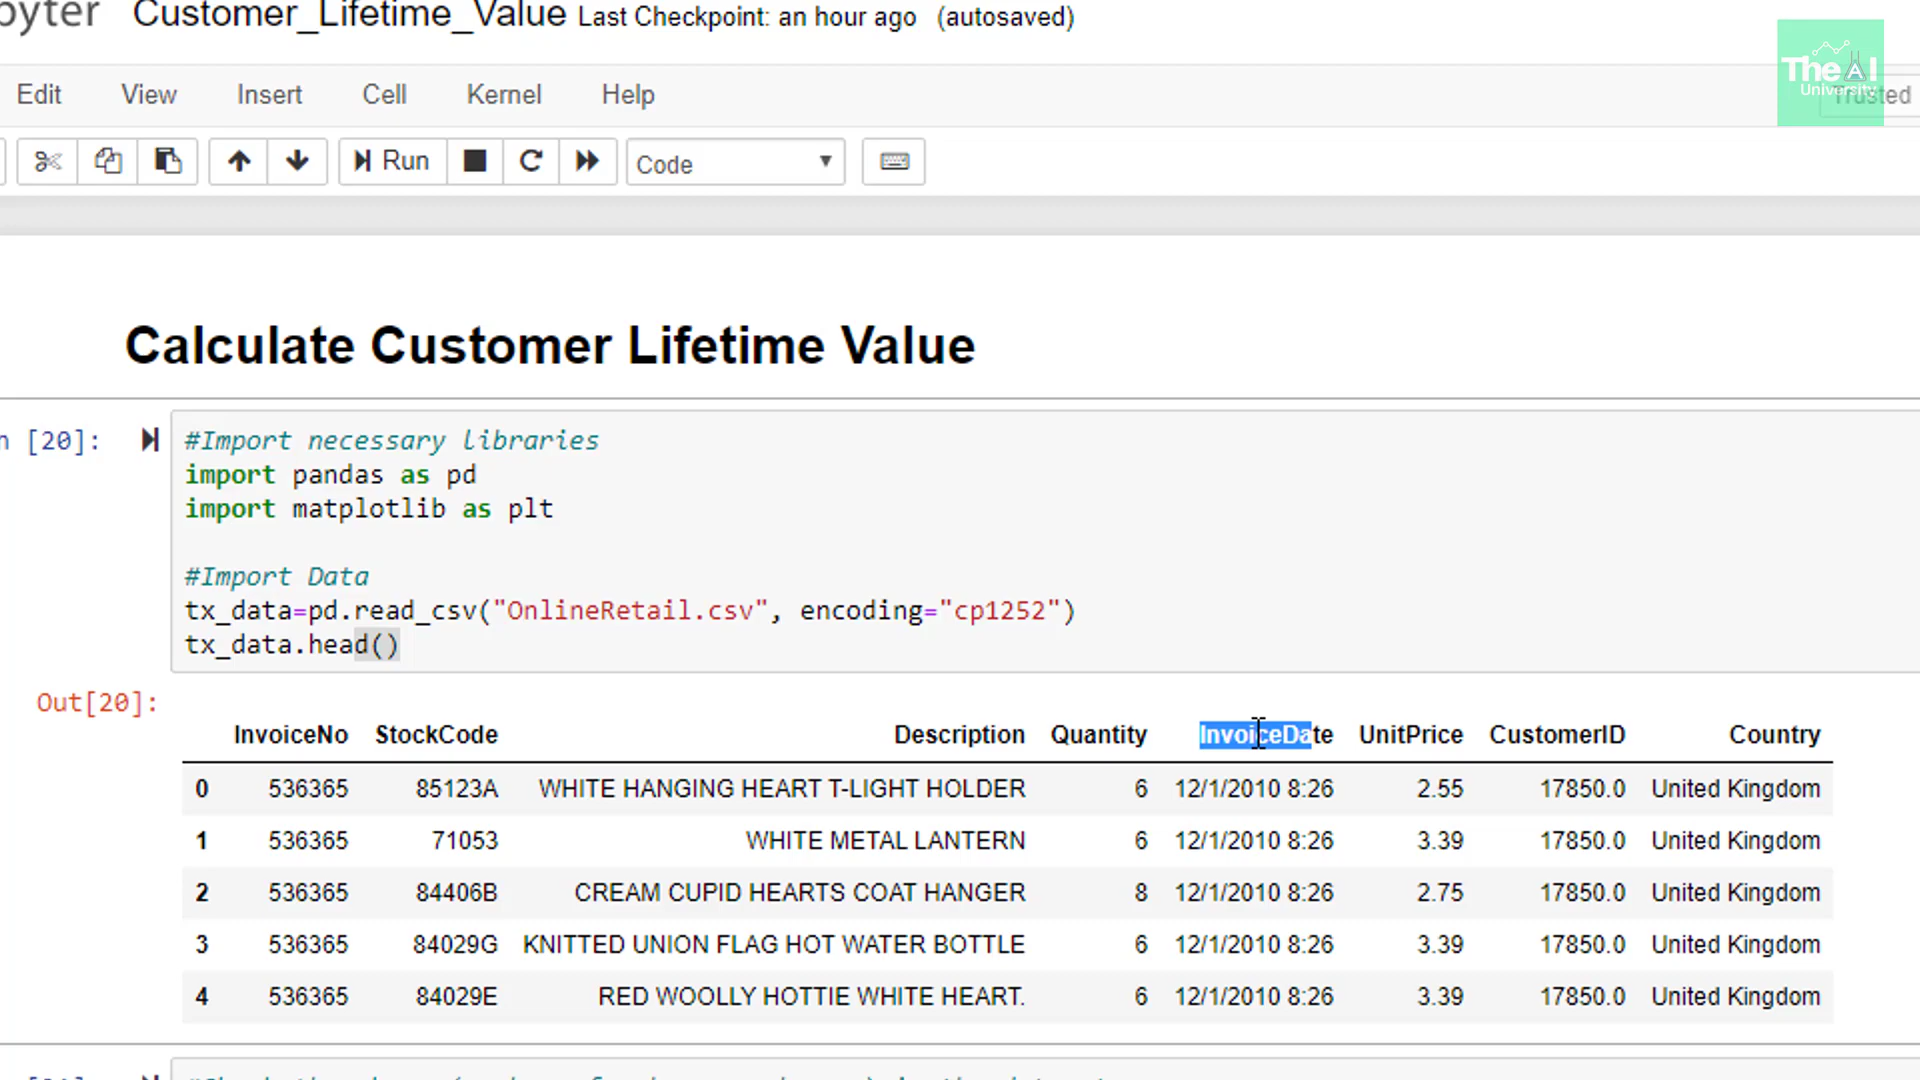 pyter Customer_Lifetime_Value Last Checkpoint: an hour ago (autosaved)
The AI University
Edit View Insert Cell Kernel Help Trusted
Run Code
Calculate Customer Lifetime Value
[20]:
#Import necessary libraries
import pandas as pd
import matplotlib as plt
#Import Data
tx_data=pd.read_csv("OnlineRetail.csv", encoding="cp1252")
tx_data.head()
Out[20]:
InvoiceNo StockCode Description Quantity InvoiceDate UnitPrice CustomerID Country
0 536365 85123A WHITE HANGING HEART T-LIGHT HOLDER 6 12/1/2010 8:26 2.55 17850.0 United Kingdom
1 536365 71053 WHITE METAL LANTERN 6 12/1/2010 8:26 3.39 17850.0 United Kingdom
2 536365 84406B CREAM CUPID HEARTS COAT HANGER 8 12/1/2010 8:26 2.75 17850.0 United Kingdom
3 536365 84029G KNITTED UNION FLAG HOT WATER BOTTLE 6 12/1/2010 8:26 3.39 17850.0 United Kingdom
4 536365 84029E RED WOOLLY HOTTIE WHITE HEART. 6 12/1/2010 8:26 3.39 17850.0 United Kingdom